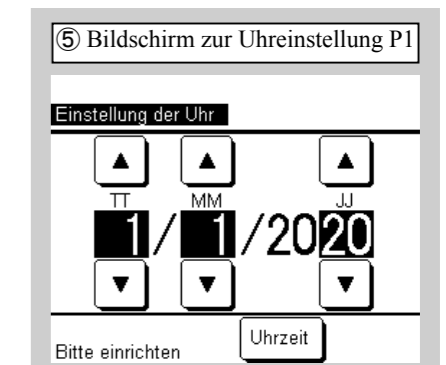 ⑤ Bildschirm zur Uhreinstellung P1
Einstellung der Uhr
▲ ▲ ▲
TT MM JJ
1/ 1/2020
▼ ▼ ▼
Uhrzeit
Bitte einrichten